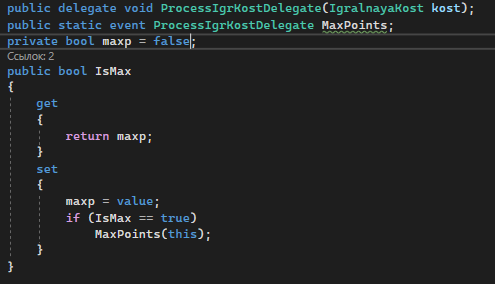 public delegate void ProcessIgrKostDelegate(IgralnayaKost kost);
public static event ProcessIgrKostDelegate MaxPoints;
private bool maxp = false;
Ссылок: 2
public bool IsMax
{
get
{
return maxp;
}
set
{
maxp = value;
if (IsMax == true)
MaxPoints(this);
}
}